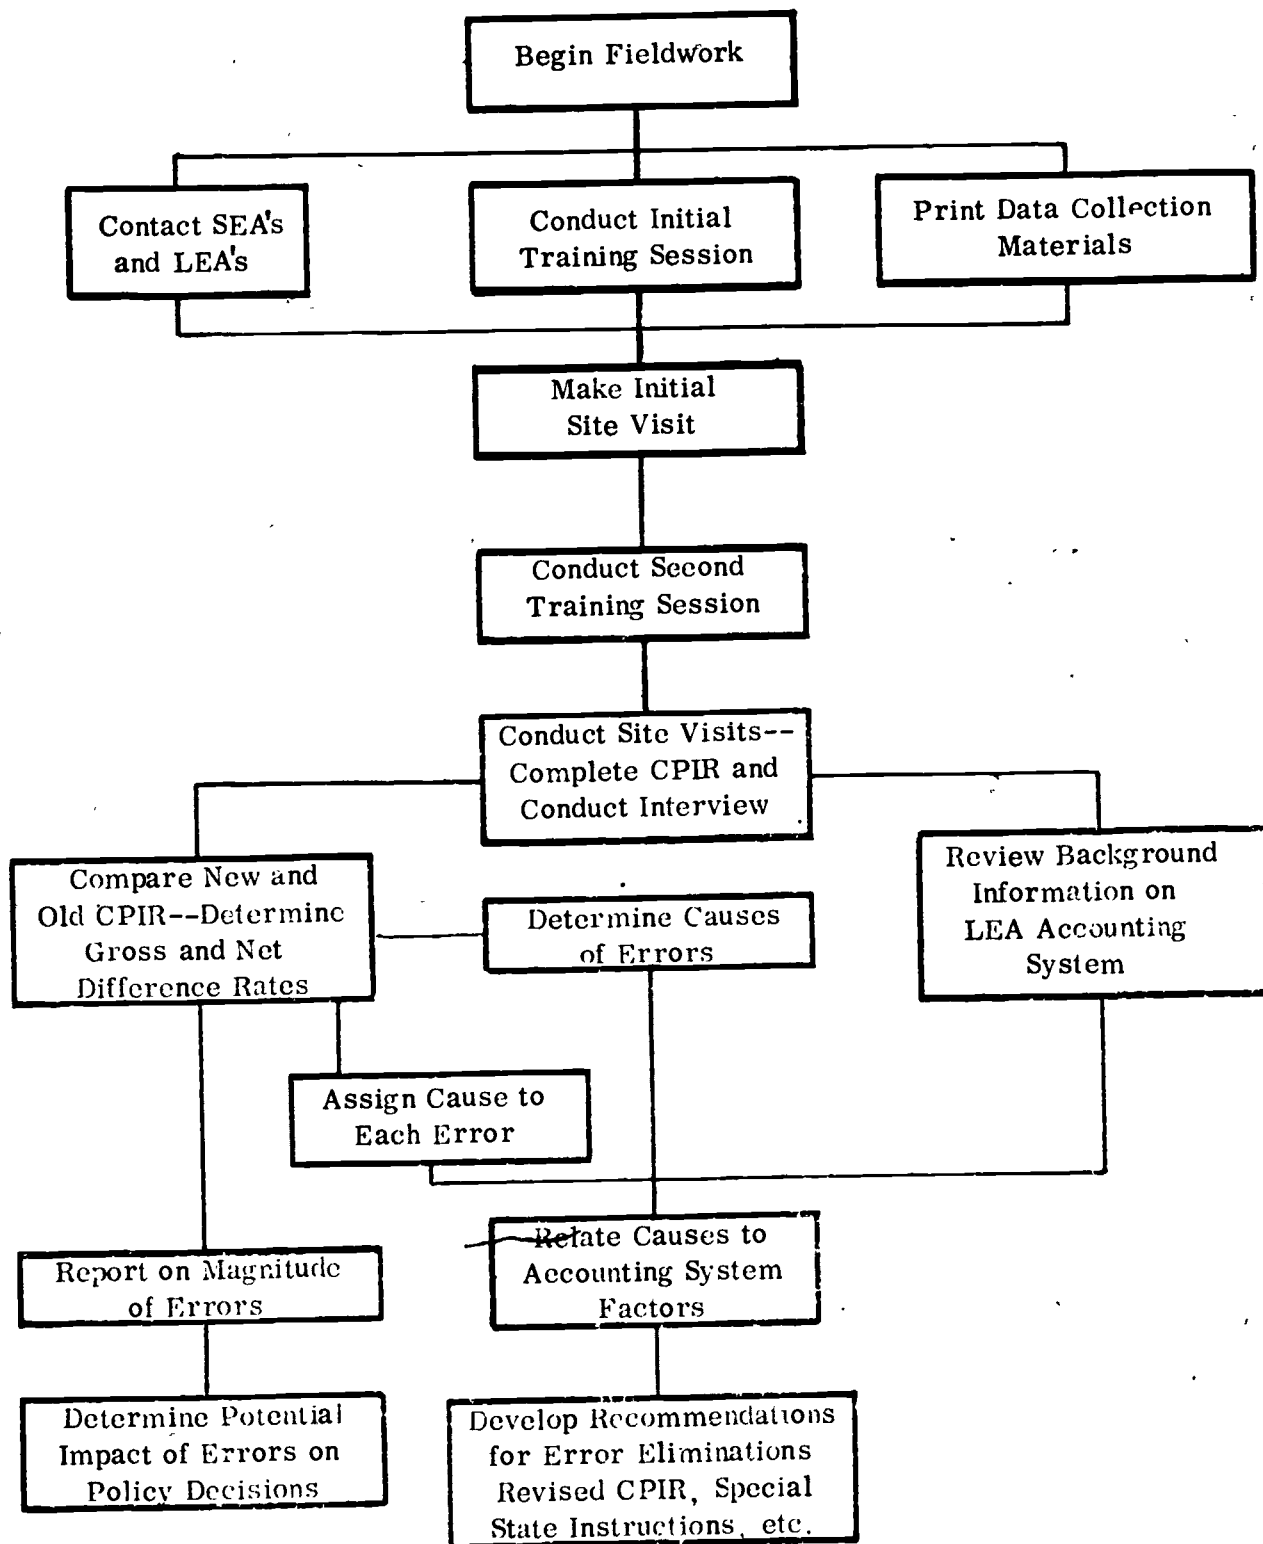 Begin Fieldwork
Contact SEA's
and LEA's
Conduct Initial
Training Session
Print Data Collection
Materials
Make Initial
Site Visit
Conduct Second
Training Session
Conduct Site Visits--
Complete CPIR and
Conduct Interview
Compare New and
Old CPIR--Determine
Gross and Net
Difference Rates
Determine Causes
of Errors
Review Background
Information on
LEA Accounting
System
Assign Cause to
Each Error
Report on Magnitude
of Errors
Relate Causes to
Accounting System
Factors
Determine Potential
Impact of Errors on
Policy Decisions
Develop Recommendations
for Error Eliminations
Revised CPIR, Special
State Instructions, etc.